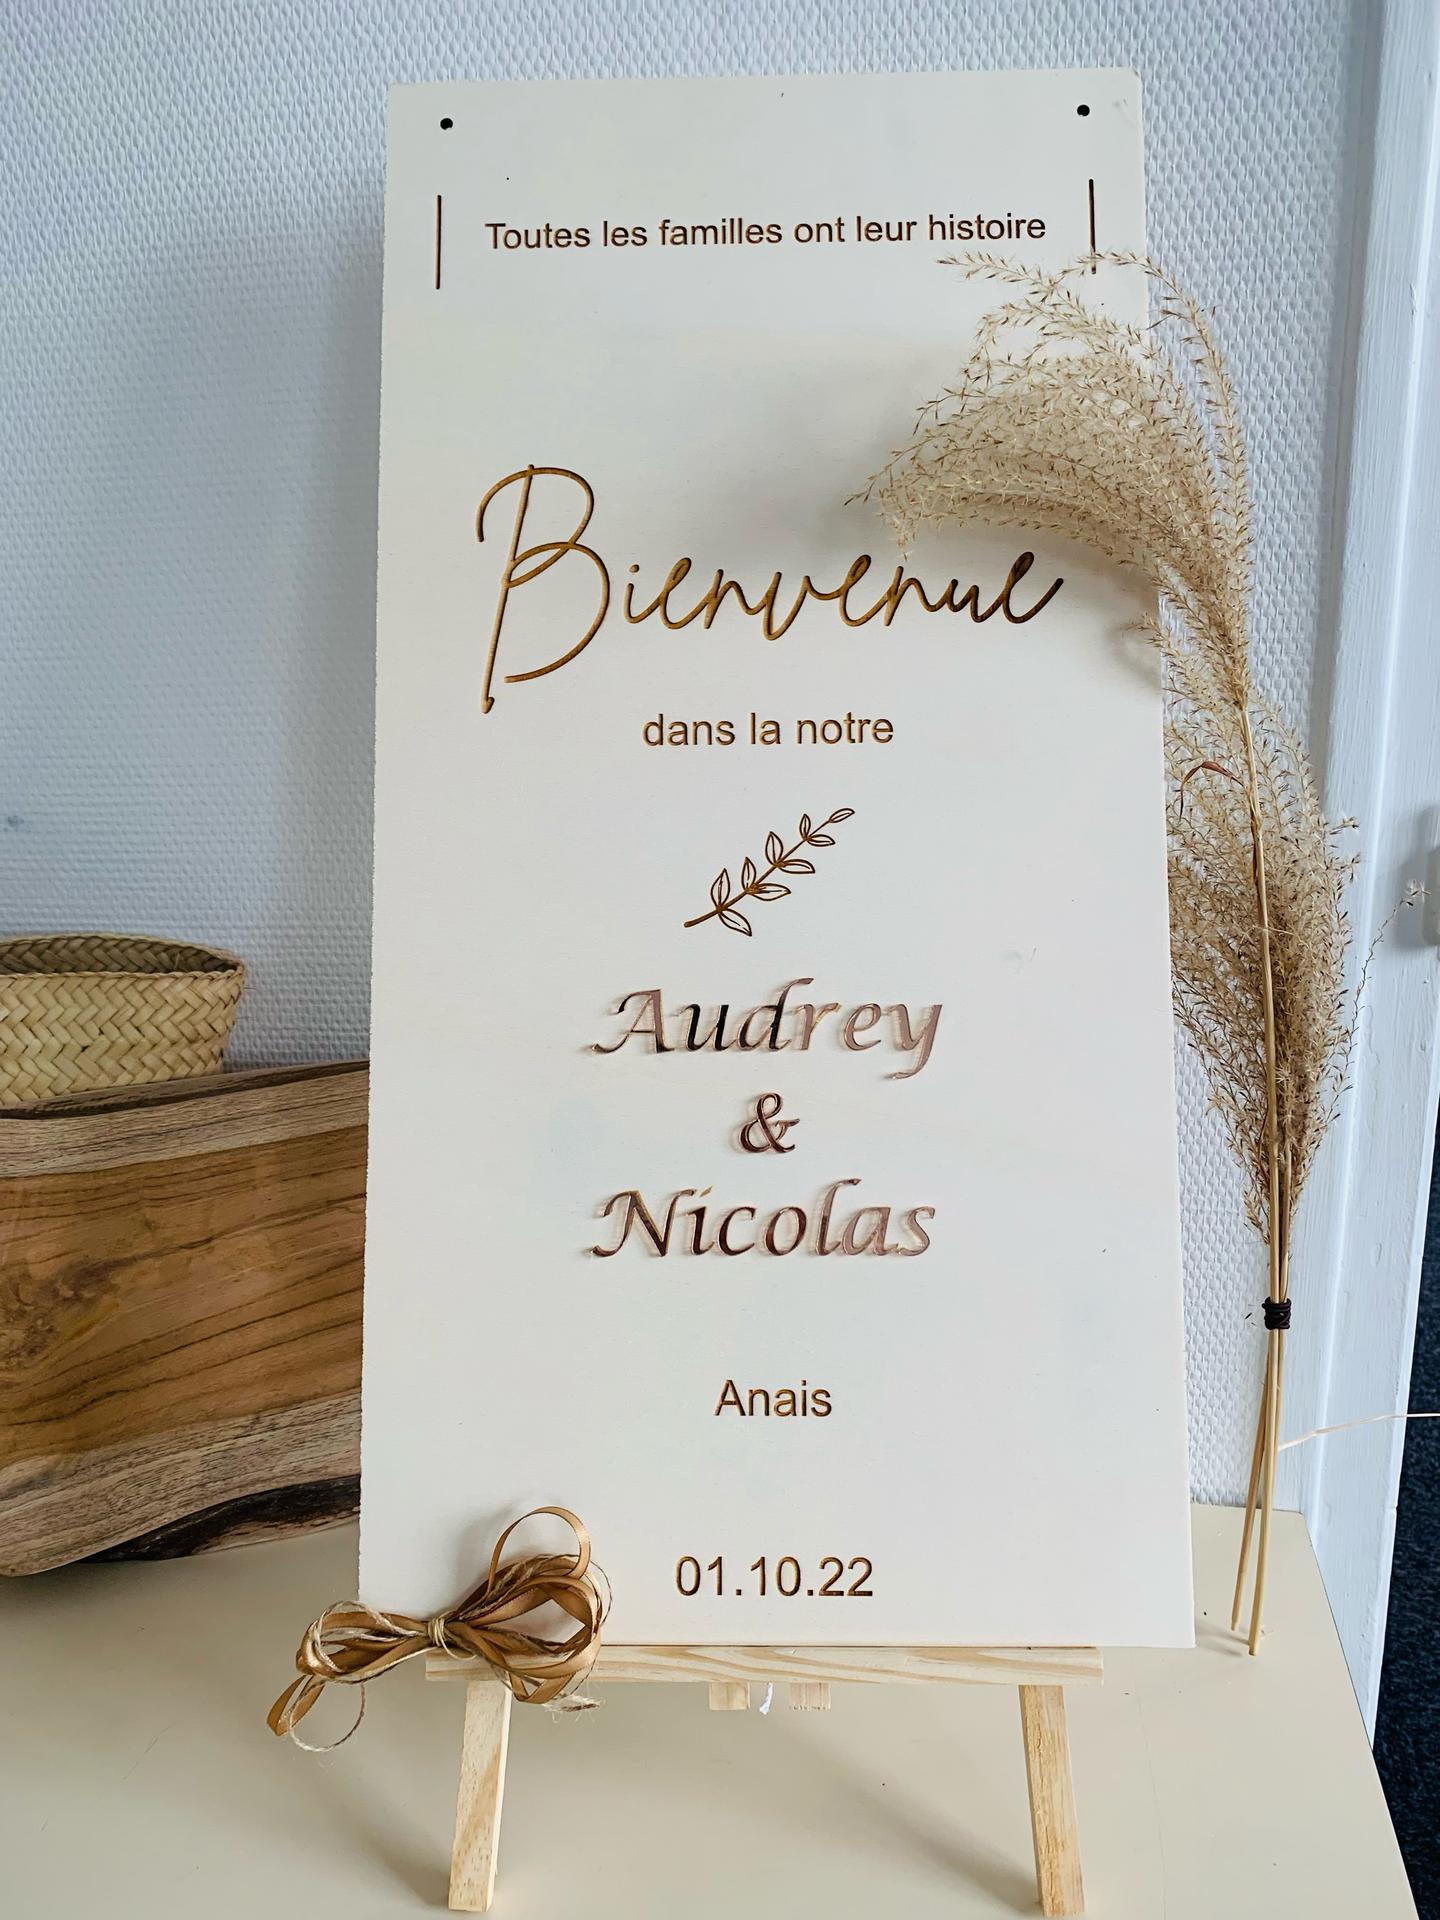 Toutes les familles ont leur histoire
Bienvenue
dans la notre
Audrey
&
Nicolas
Anais
01.10.22